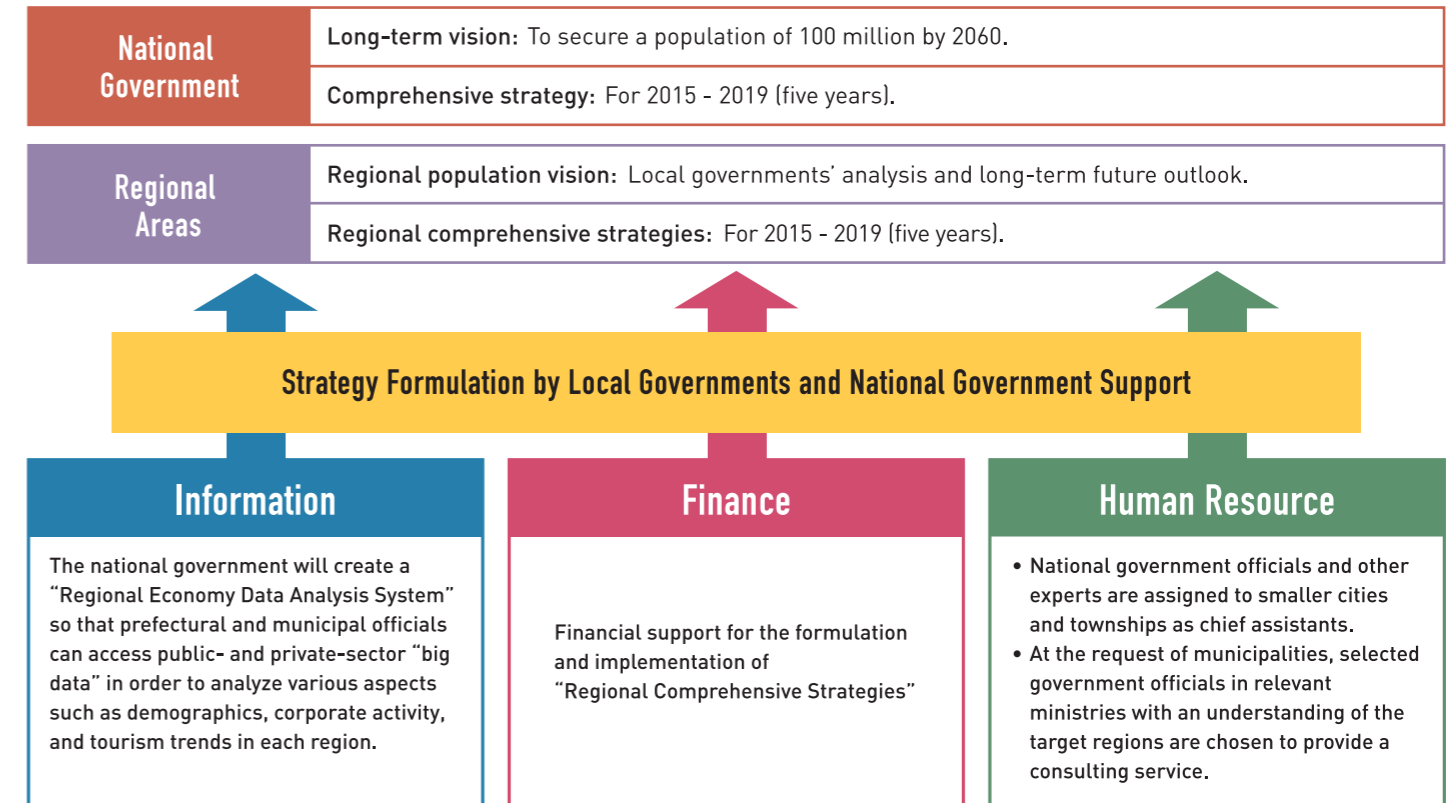 National
Government
Long-term vision: To secure a population of 100 million by 2060.
Comprehensive strategy: For 2015 - 2019 (five years).
Regional
Areas
Regional population vision: Local governments’ analysis and long-term future outlook.
Regional comprehensive strategies: For 2015 - 2019 (five years).
Strategy Formulation by Local Governments and National Government Support
Information
The national government will create a
“Regional Economy Data Analysis System”
so that prefectural and municipal officials
can access public- and private-sector “big
data” in order to analyze various aspects
such as demographics, corporate activity,
and tourism trends in each region.
Finance
Financial support for the formulation
and implementation of
“Regional Comprehensive Strategies”
Human Resource
• National government officials and other
experts are assigned to smaller cities
and townships as chief assistants.
• At the request of municipalities, selected
government officials in relevant
ministries with an understanding of the
target regions are chosen to provide a
consulting service.